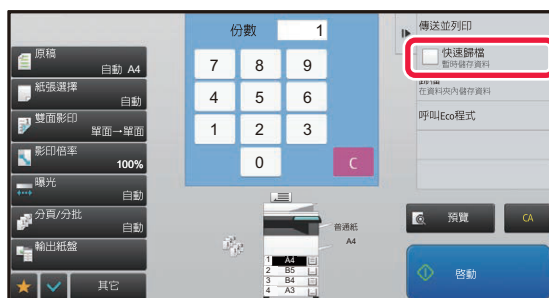 原稿
自動 A4
紙張選擇
自動
雙面影印
單面→單面
影印倍率
100%
曝光
自動
分頁/分批
自動
輸出紙盤
其它
份數
1
7 8 9
4 5 6
1 2 3
0 C
普通紙
A4
1 A4
2 B5
3 B4
4 A3
傳送並列印
快速歸檔
暫時儲存資料
在資料夾內儲存資料
呼叫Eco程式
預覽
CA
啓動